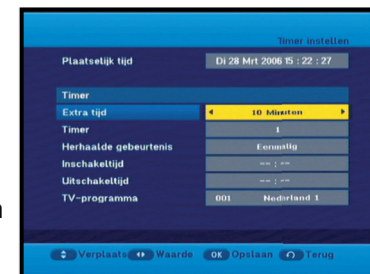 Timer instellen
Plaatselijk tijd Di 28 Mrt 2006 15 : 22 : 27
Timer
Extra tijd 10 Minuten
Timer 1
Herhaalde gebeurtenis Eenmalig
Inschakeltijd -- : --
Uitschakeltijd -- : --
TV-programma 001 Nederland 1
n
Verplaats Waarde OK Opslaan Terug